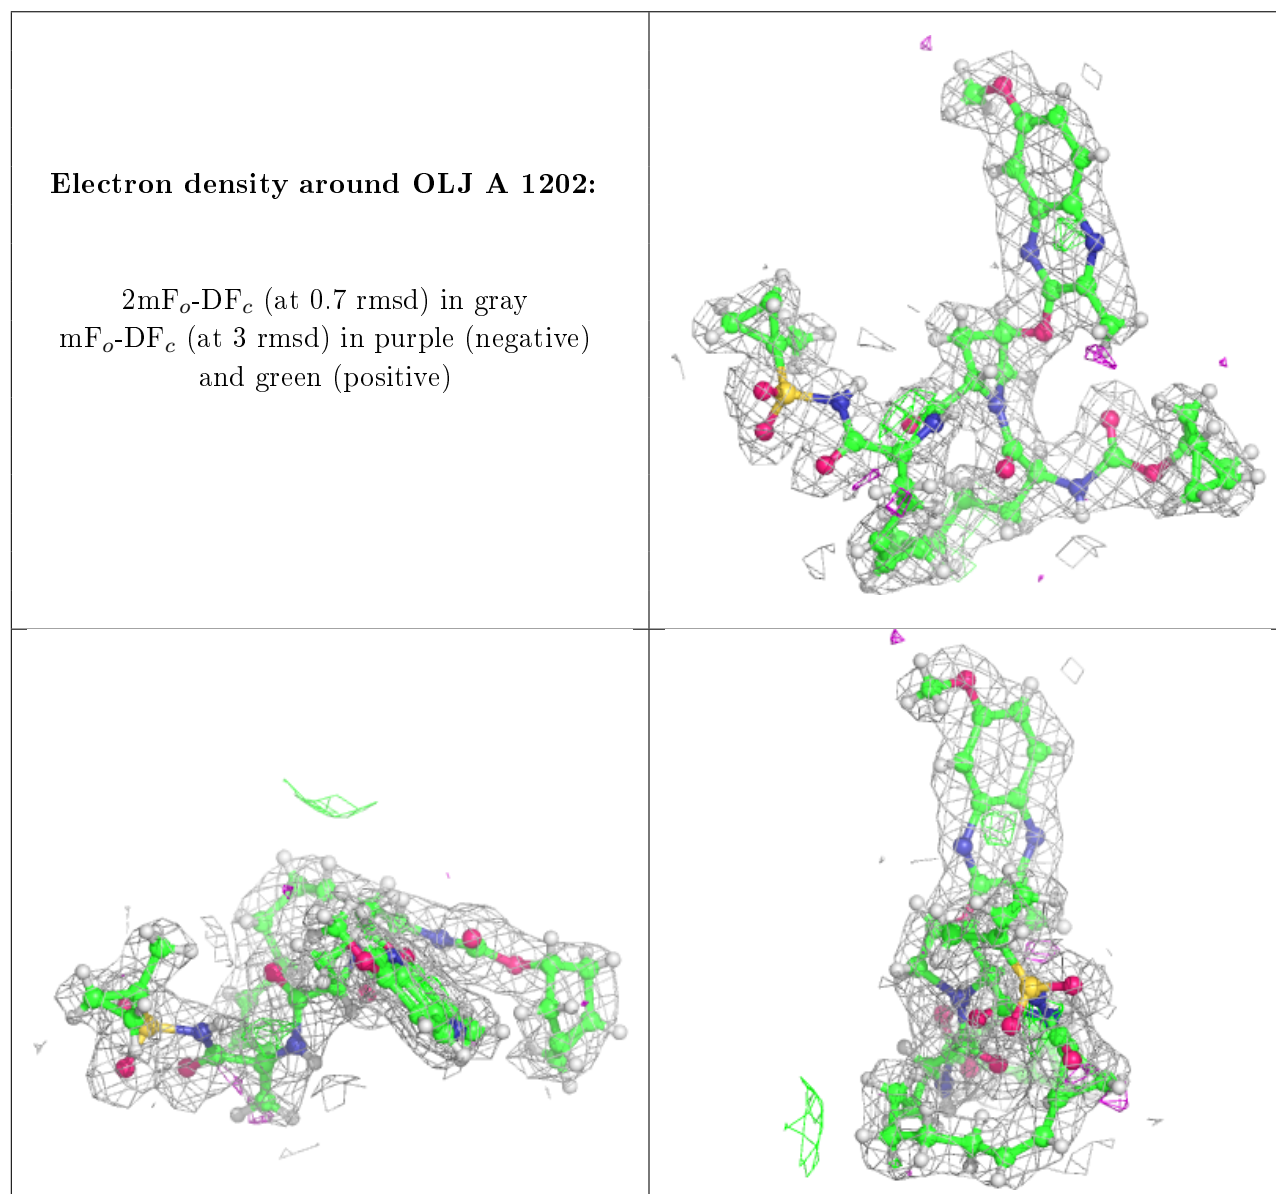 Electron density around OLJ A 1202:
2mFo-DFc (at 0.7 rmsd) in gray
mFo-DFc (at 3 rmsd) in purple (negative)
and green (positive)